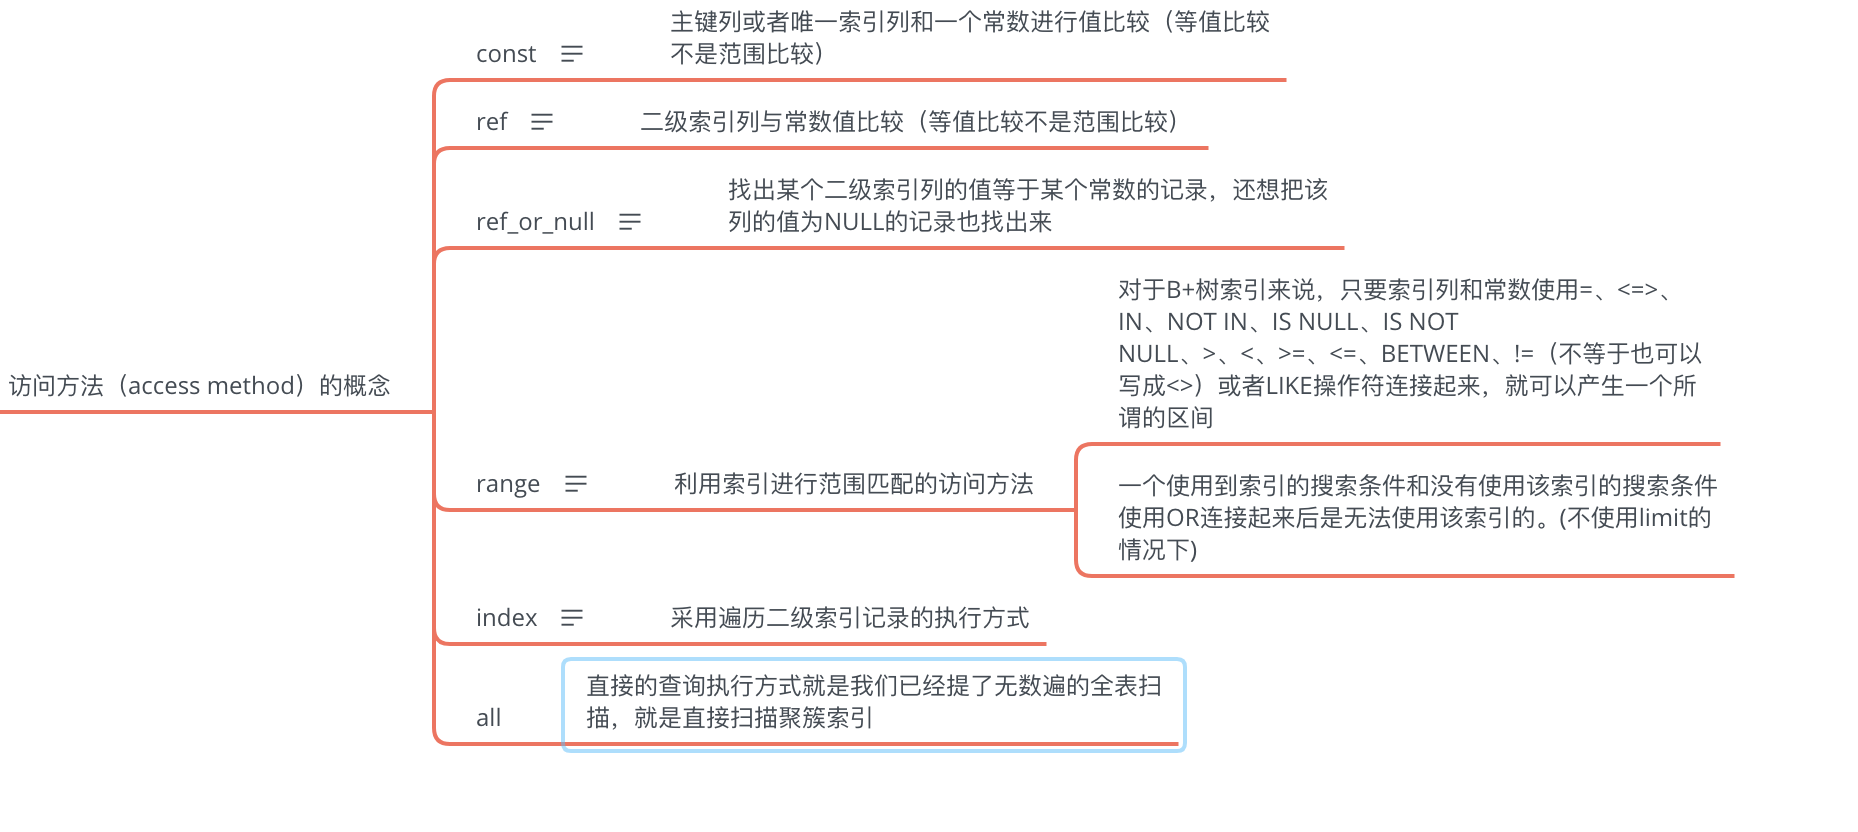 主键列或者唯一索引列和一个常数进行值比较（等值比较
不是范围比较）
const
ref
二级索引列与常数值比较（等值比较不是范围比较）
找出某个二级索引列的值等于某个常数的记录，还想把该
列的值为NULL的记录也找出来
ref_or_null
对于B+树索引来说，只要索引列和常数使用=、<=>、
IN、NOT IN、IS NULL、IS NOT
NULL、>、<、>=、<=、BETWEEN、!=（不等于也可以
写成<>）或者LIKE操作符连接起来，就可以产生一个所
谓的区间
访问方法（access method）的概念
range
利用索引进行范围匹配的访问方法
一个使用到索引的搜索条件和没有使用该索引的搜索条件
使用OR连接起来后是无法使用该索引的。(不使用limit的
情况下)
index
采用遍历二级索引记录的执行方式
直接的查询执行方式就是我们已经提了无数遍的全表扫
描，就是直接扫描聚簇索引
all